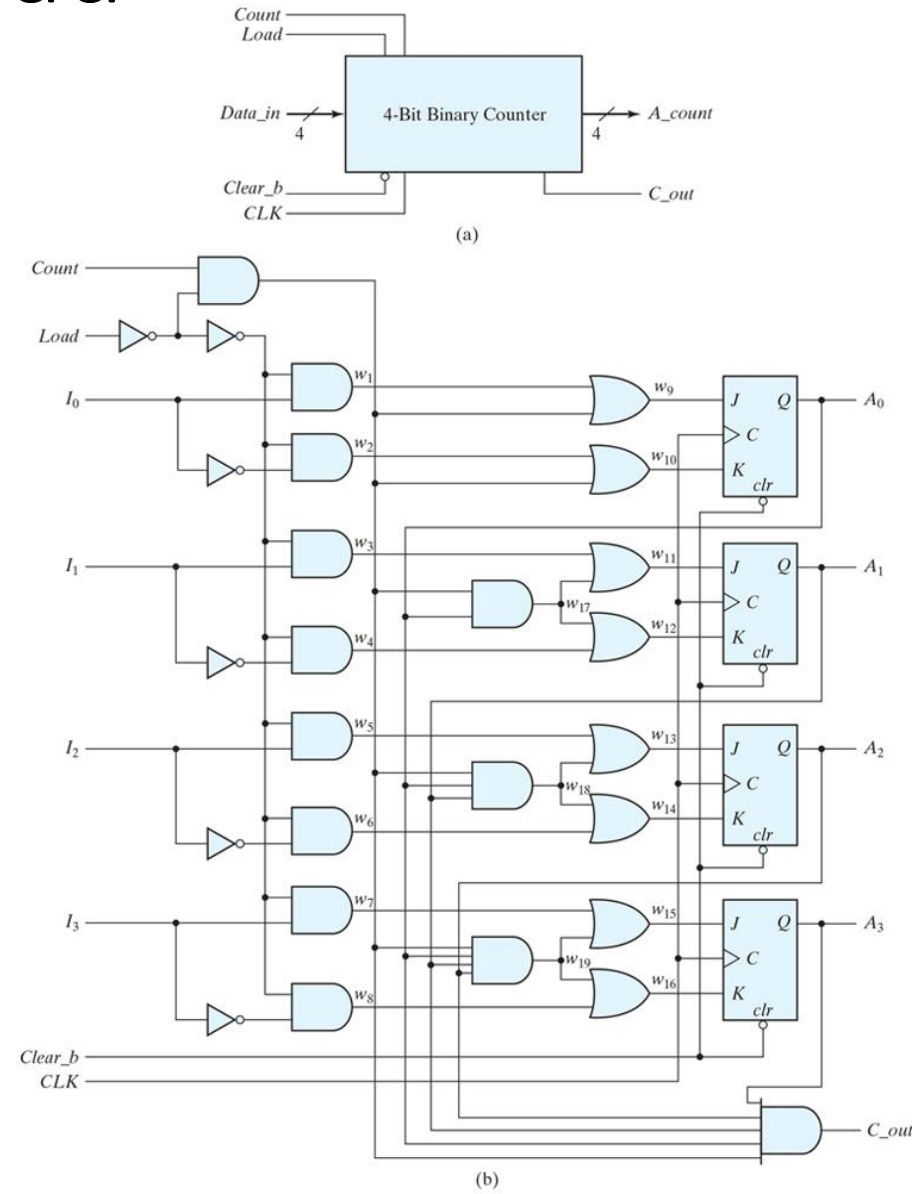 Count
Load
Data_in
4
4-Bit Binary Counter
4
A_count
Clear_b
CLK
C_out
(a)
Count
Load
I₀
w₁
w₉
J Q
A₀
C
w₂
w₁₀
K
clr
I₁
w₃
w₁₁
J Q
A₁
w₁₇
C
w₄
w₁₂
K
clr
I₂
w₅
w₁₃
J Q
A₂
w₁₈
C
w₆
w₁₄
K
clr
I₃
w₇
w₁₅
J Q
A₃
w₁₉
C
w₈
w₁₆
K
clr
Clear_b
CLK
C_out
(b)